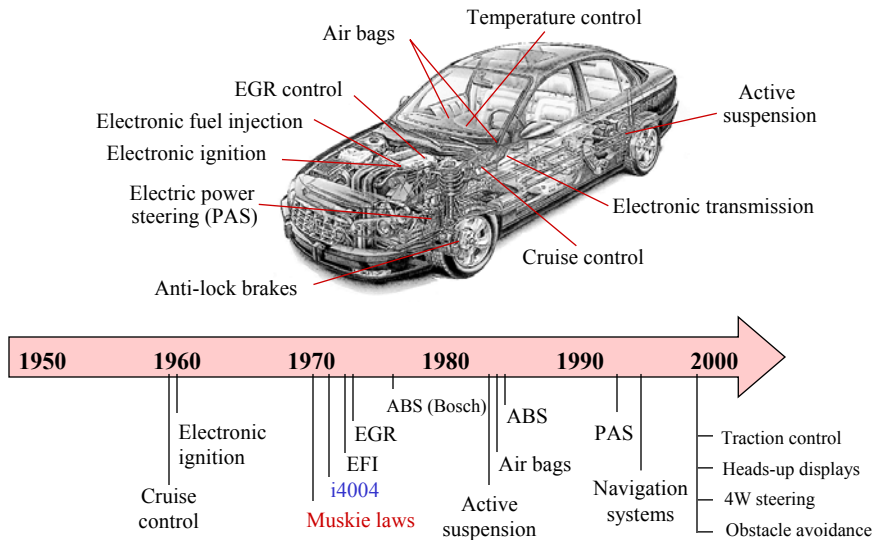 Temperature control
Air bags
EGR control
Active
suspension
Electronic fuel injection
Electronic ignition
Electric power
steering (PAS)
Electronic transmission
Cruise control
Anti-lock brakes
1950 1960 1970 1980 1990 2000
ABS (Bosch)
ABS
Electronic
ignition
EGR
PAS
Traction control
EFI
Air bags
Heads-up displays
i4004
Cruise
control
Active
suspension
Navigation
systems
4W steering
Muskie laws
Obstacle avoidance